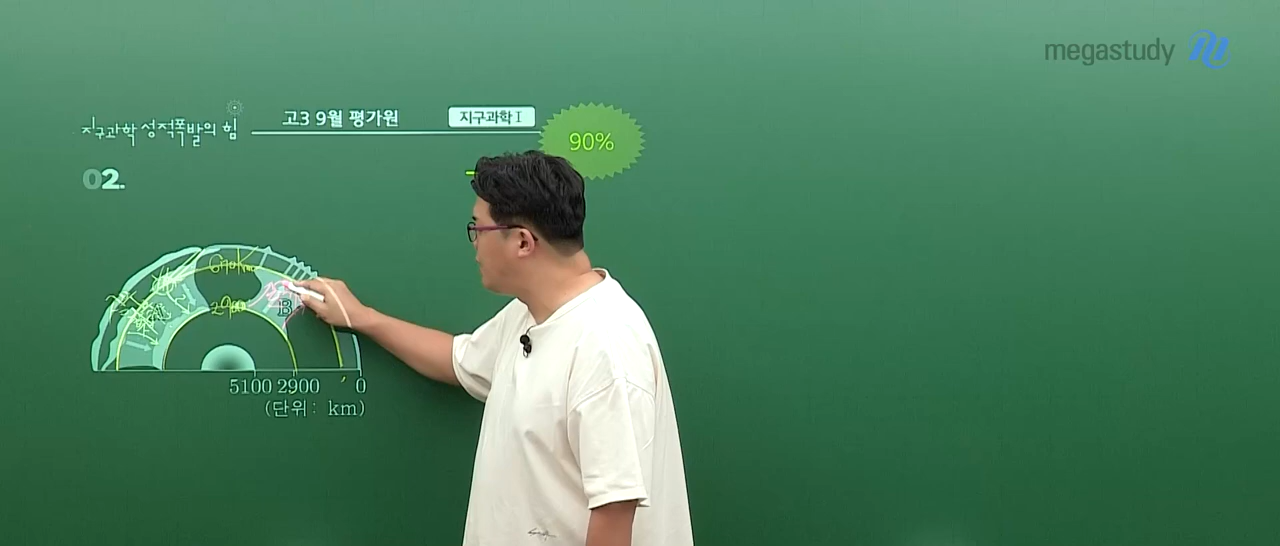 megastudy
지구과학 성적폭발의 힘
고3 9월 평가원
지구과학 I
90%
02.
670km
2900
B
5100 2900 0
(단위: km)